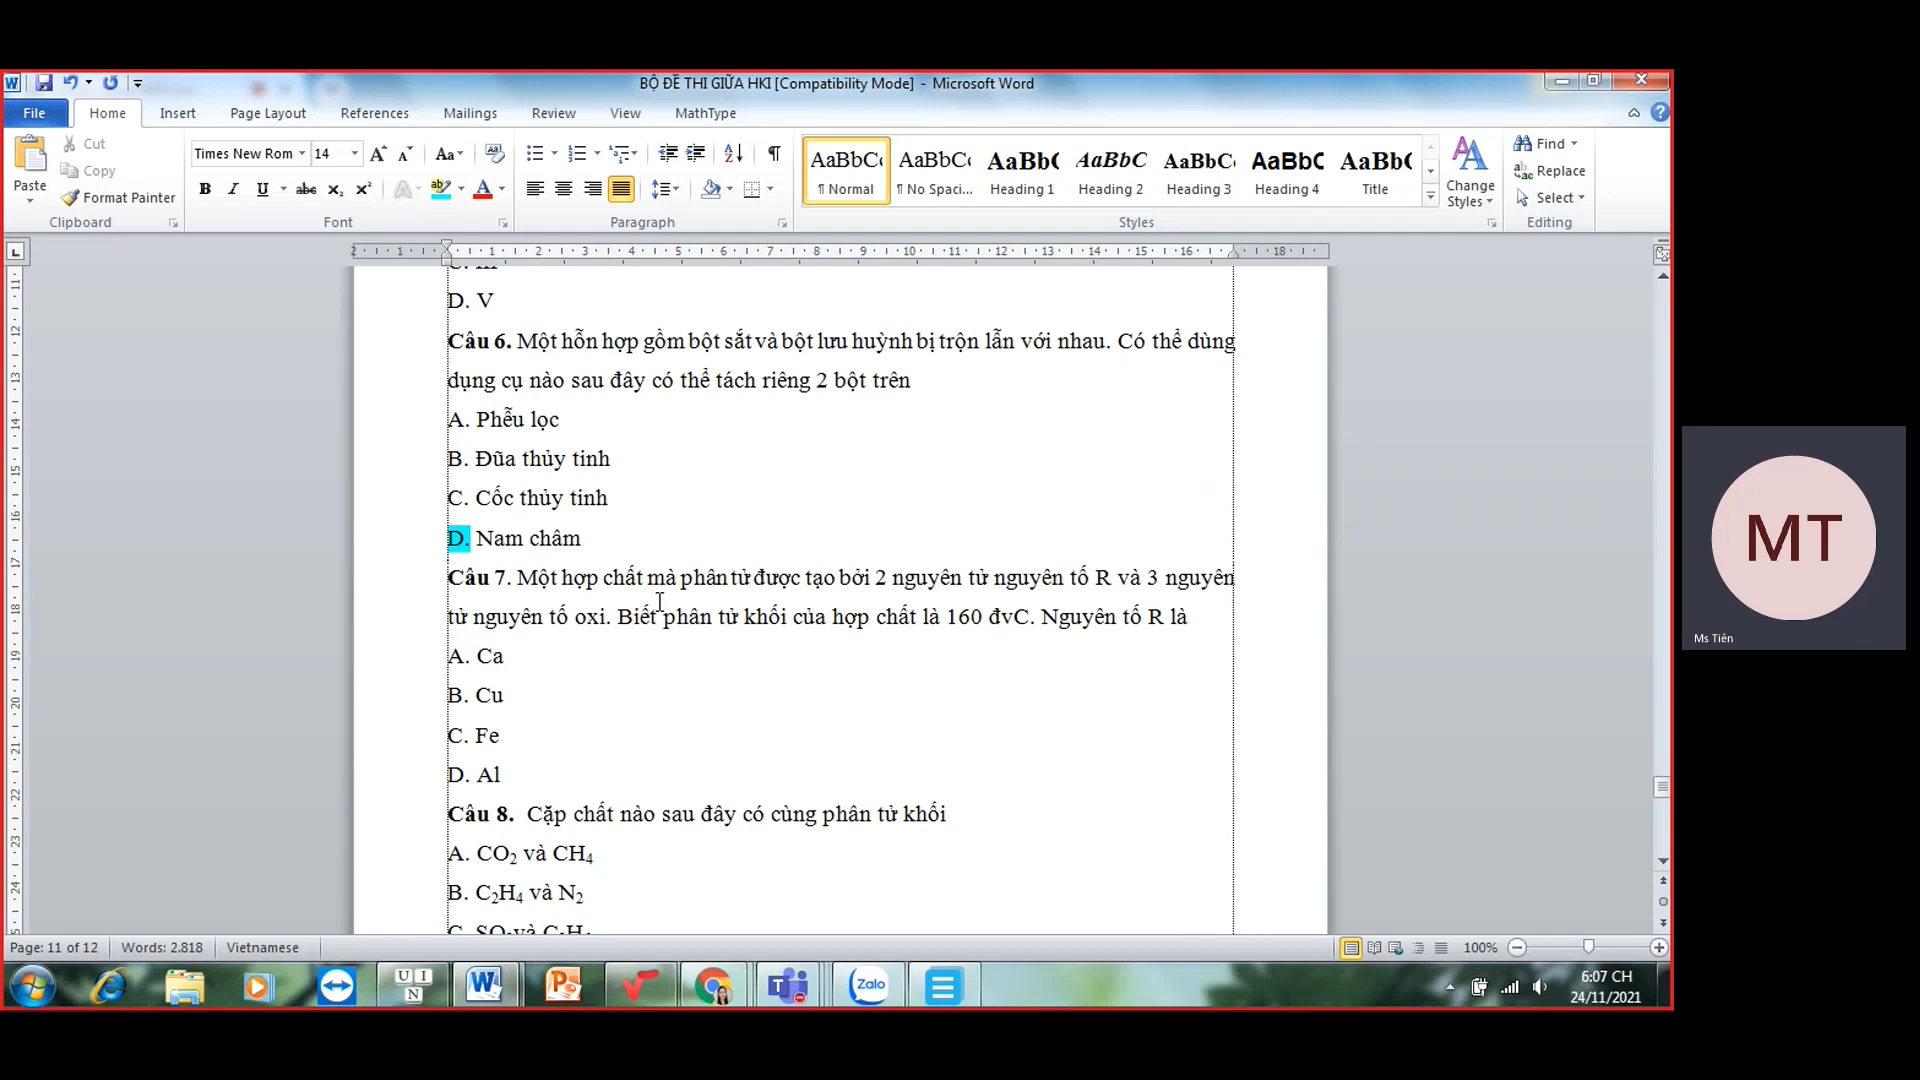 BỘ ĐỀ THI GIỮA HKI [Compatibility Mode] - Microsoft Word
File Home Insert Page Layout References Mailings Review View MathType
Paste Cut Copy Format Painter Clipboard
Times New Rom 14 Font
Paragraph
AaBbCc ¶ Normal
AaBbCc ¶ No Spaci...
AaBbC Heading 1
AaBbC Heading 2
AaBbC Heading 3
AaBbC Heading 4
AaBb( Title
Styles
Change Styles
Find Replace Select Editing
D. V
Câu 6. Một hỗn hợp gồm bột sắt và bột lưu huỳnh bị trộn lẫn với nhau. Có thể dùng
dụng cụ nào sau đây có thể tách riêng 2 bột trên
A. Phễu lọc
B. Đũa thủy tinh
C. Cốc thủy tinh
D. Nam châm
Câu 7. Một hợp chất mà phân tử được tạo bởi 2 nguyên tử nguyên tố R và 3 nguyên
tử nguyên tố oxi. Biết phân tử khối của hợp chất là 160 đvC. Nguyên tố R là
A. Ca
B. Cu
C. Fe
D. Al
Câu 8. Cặp chất nào sau đây có cùng phân tử khối
A. CO₂ và CH₄
B. C₂H₄ và N₂
MT
Ms Tiên
Page: 11 of 12 Words: 2.818 Vietnamese 100%
U I N
Zalo
6:07 CH
24/11/2021